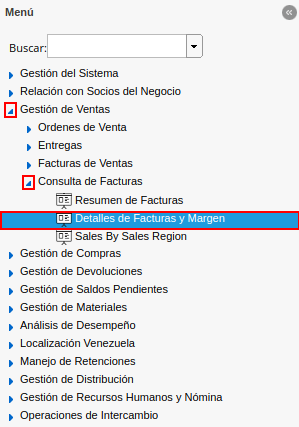 Menú
Buscar:
Gestión del Sistema
Relación con Socios del Negocio
Gestión de Ventas
Ordenes de Venta
Entregas
Facturas de Ventas
Consulta de Facturas
Resumen de Facturas
Detalles de Facturas y Margen
Sales By Sales Region
Gestión de Compras
Gestión de Devoluciones
Gestión de Saldos Pendientes
Gestión de Materiales
Análisis de Desempeño
Localización Venezuela
Manejo de Retenciones
Gestión de Distribución
Gestión de Recursos Humanos y Nómina
Operaciones de Intercambio